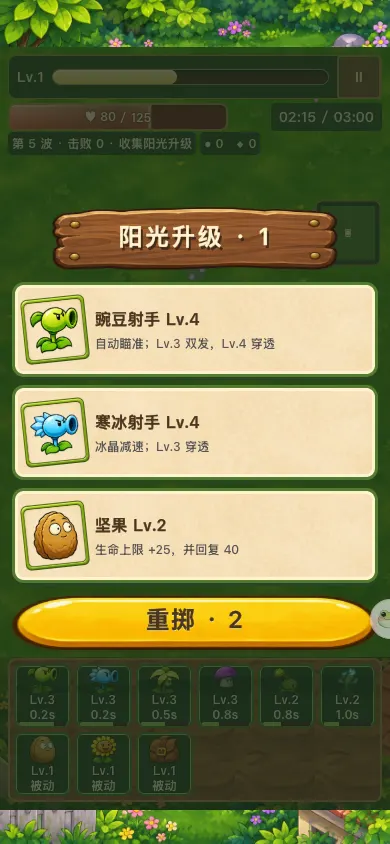 Lv.1
80 / 125
02:15 / 03:00
第 5 波 · 击败 0 · 收集阳光升级
● 0 ◆ 0
阳光升级 · 1
豌豆射手 Lv.4
自动瞄准；Lv.3 双发，Lv.4 穿透
寒冰射手 Lv.4
冰晶减速；Lv.3 穿透
坚果 Lv.2
生命上限 +25，并回复 40
重掷 · 2
Lv.3 Lv.3 Lv.3 Lv.3 Lv.2 Lv.2
0.2s 0.2s 0.5s 0.8s 0.8s 1.0s
Lv.1 Lv.1 Lv.1
被动 被动 被动